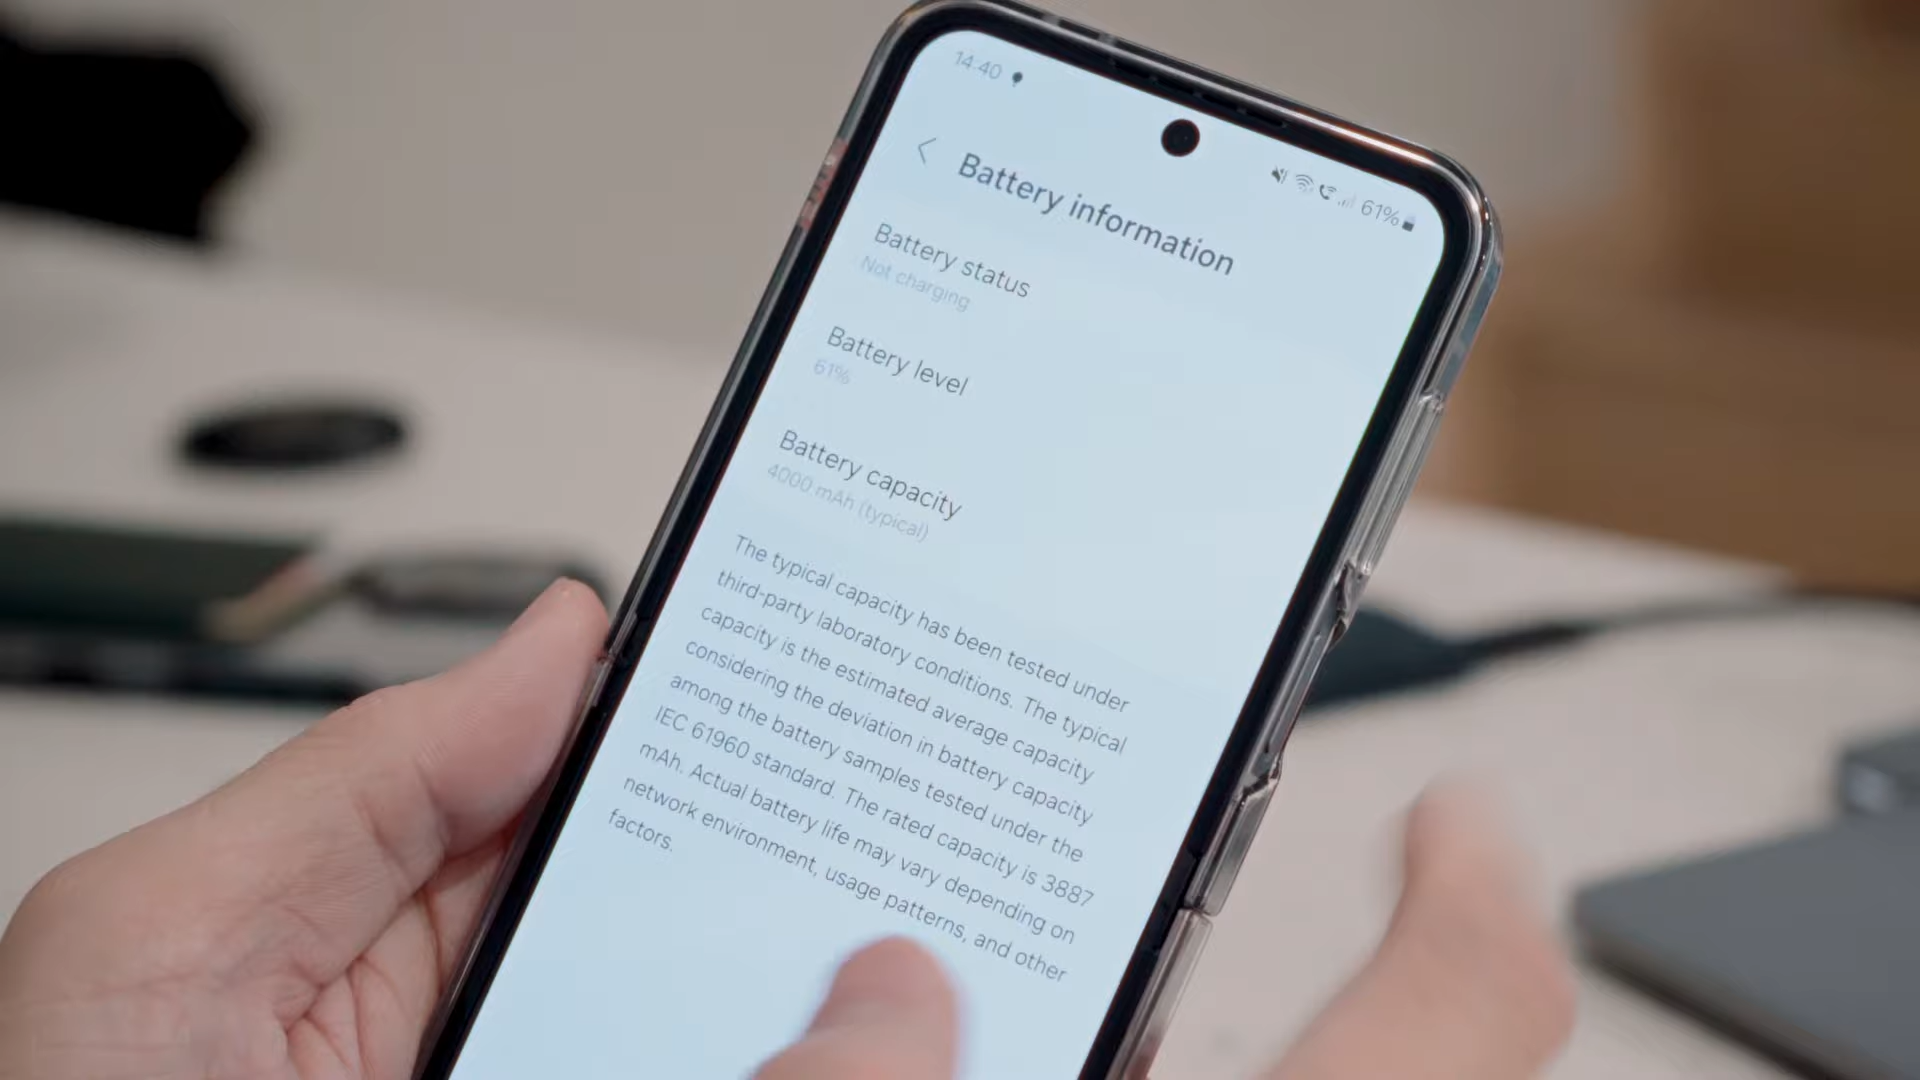 14:40
61%
Battery information
Battery status
Not charging
Battery level
61%
Battery capacity
4000 mAh (typical)
The typical capacity has been tested under
third-party laboratory conditions. The typical
capacity is the estimated average capacity
considering the deviation in battery capacity
among the battery samples tested under the
IEC 61960 standard. The rated capacity is 3887
mAh. Actual battery life may vary depending on
network environment, usage patterns, and other
factors.